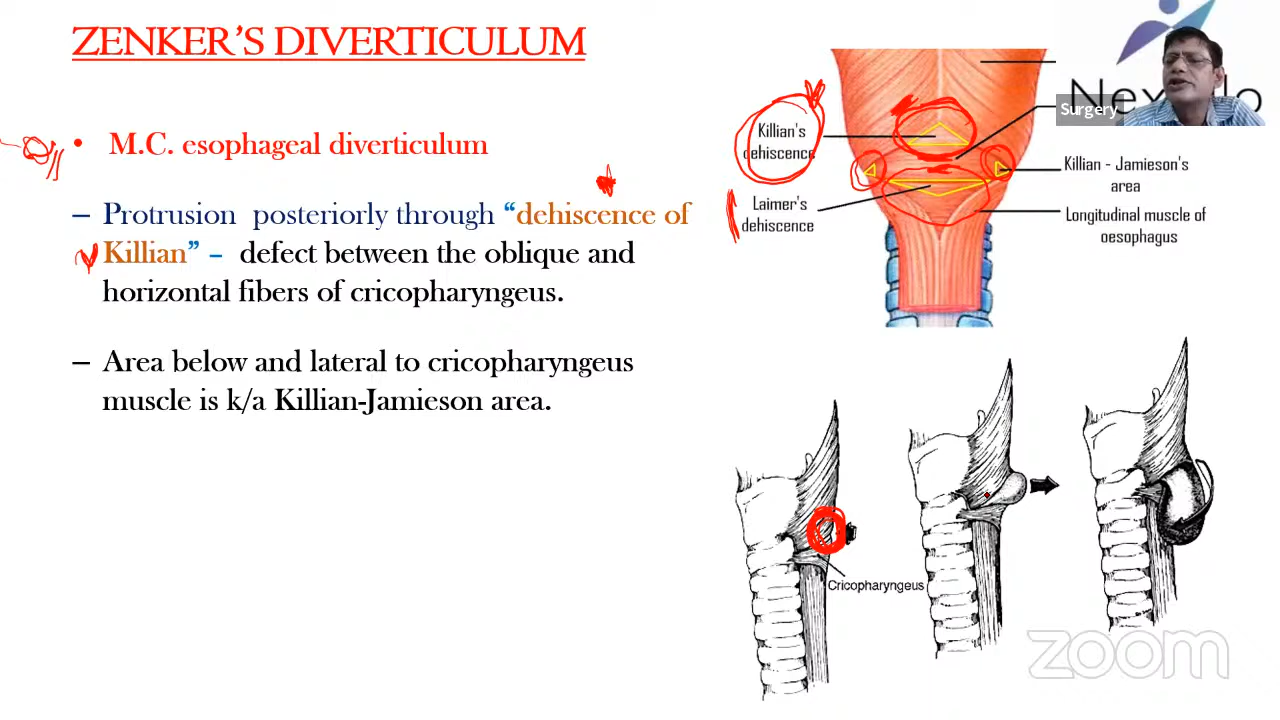 ZENKER’S DIVERTICULUM
• M.C. esophageal diverticulum
– Protrusion posteriorly through “dehiscence of
Killian” – defect between the oblique and
horizontal fibers of cricopharyngeus.
– Area below and lateral to cricopharyngeus
muscle is k/a Killian-Jamieson area.
Surgery
Killian's
dehiscence
Laimer's
dehiscence
Killian - Jamieson's
area
Longitudinal muscle of
oesophagus
Cricopharyngeus
zoom